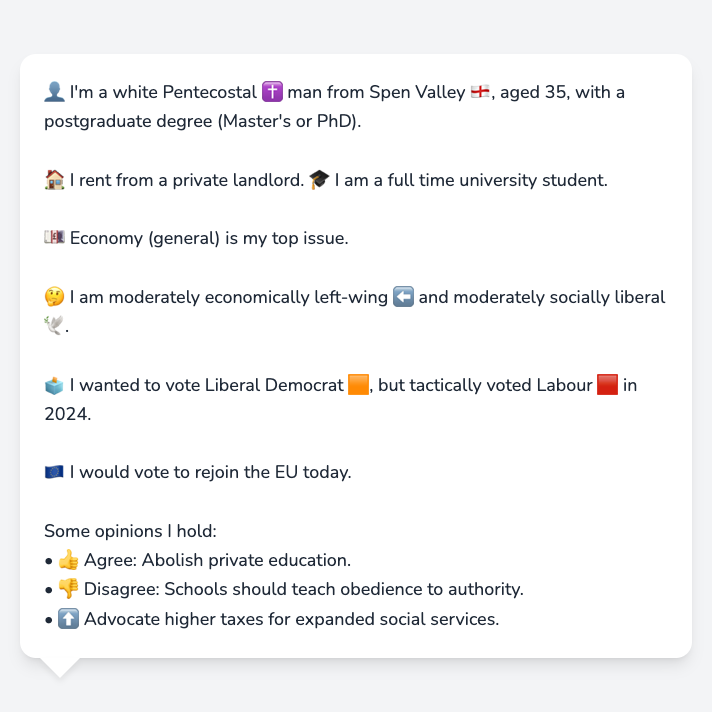 👤 I'm a white Pentecostal ✝️ man from Spen Valley 🏴󠁧󠁢󠁥󠁮󠁧󠁿, aged 35, with a
postgraduate degree (Master's or PhD).
🏠 I rent from a private landlord. 🎓 I am a full time university student.
💷 Economy (general) is my top issue.
🤔 I am moderately economically left-wing ⬅️ and moderately socially liberal
🕊️.
🗳️ I wanted to vote Liberal Democrat 🟧, but tactically voted Labour 🟥 in
2024.
🇪🇺 I would vote to rejoin the EU today.
Some opinions I hold:
• 👍 Agree: Abolish private education.
• 👎 Disagree: Schools should teach obedience to authority.
• ⬆️ Advocate higher taxes for expanded social services.